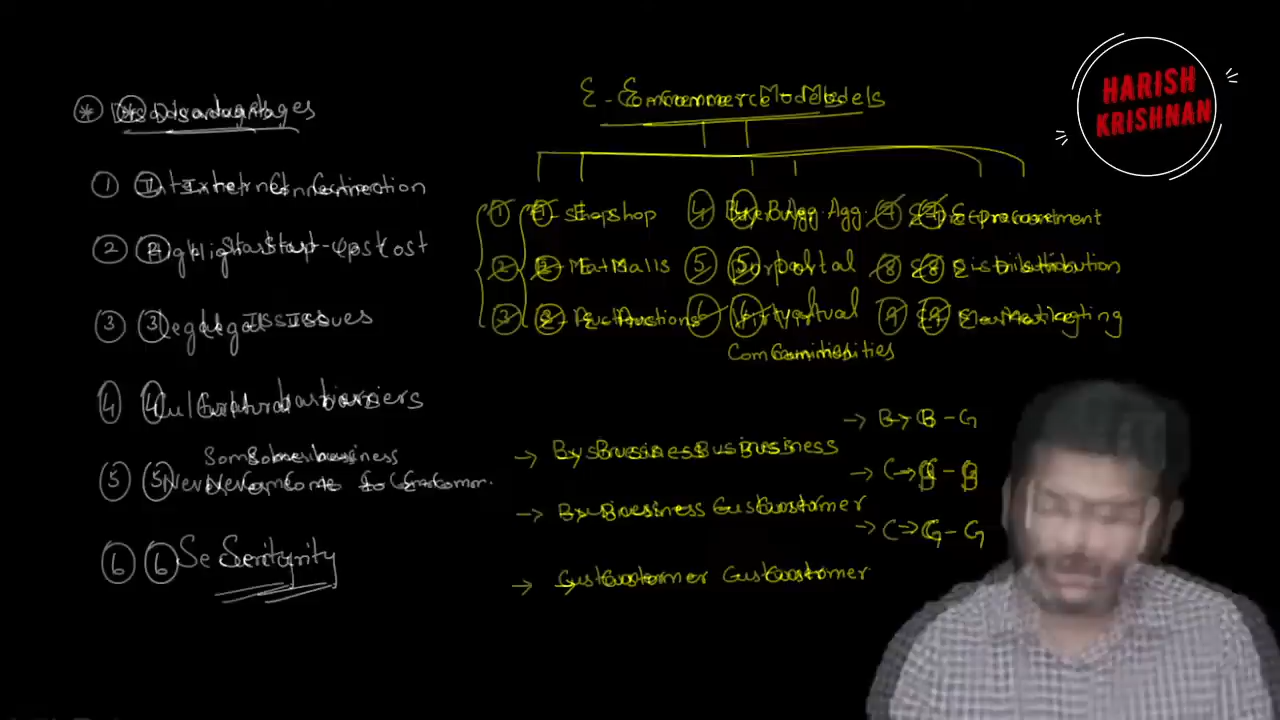 * Disadvantages
1 Internet Connection
2 High Start-up Cost
3 Legal Issues
4 Cultural barriers
5 Some business
Never Come to E-Comm.
6 Security
E-Commerce Models
1 E-shop
2 E-Malls
3 E-Auctions
4 Buyer Agg.
5 portal
6 Virtual
Communities
7 E-procurement
8 E-Distribution
9 E-Marketing
→ Business Business
→ Business Customer
→ Customer Customer
→ B-G
→ C-B
→ G-G
HARISH
KRISHNAN